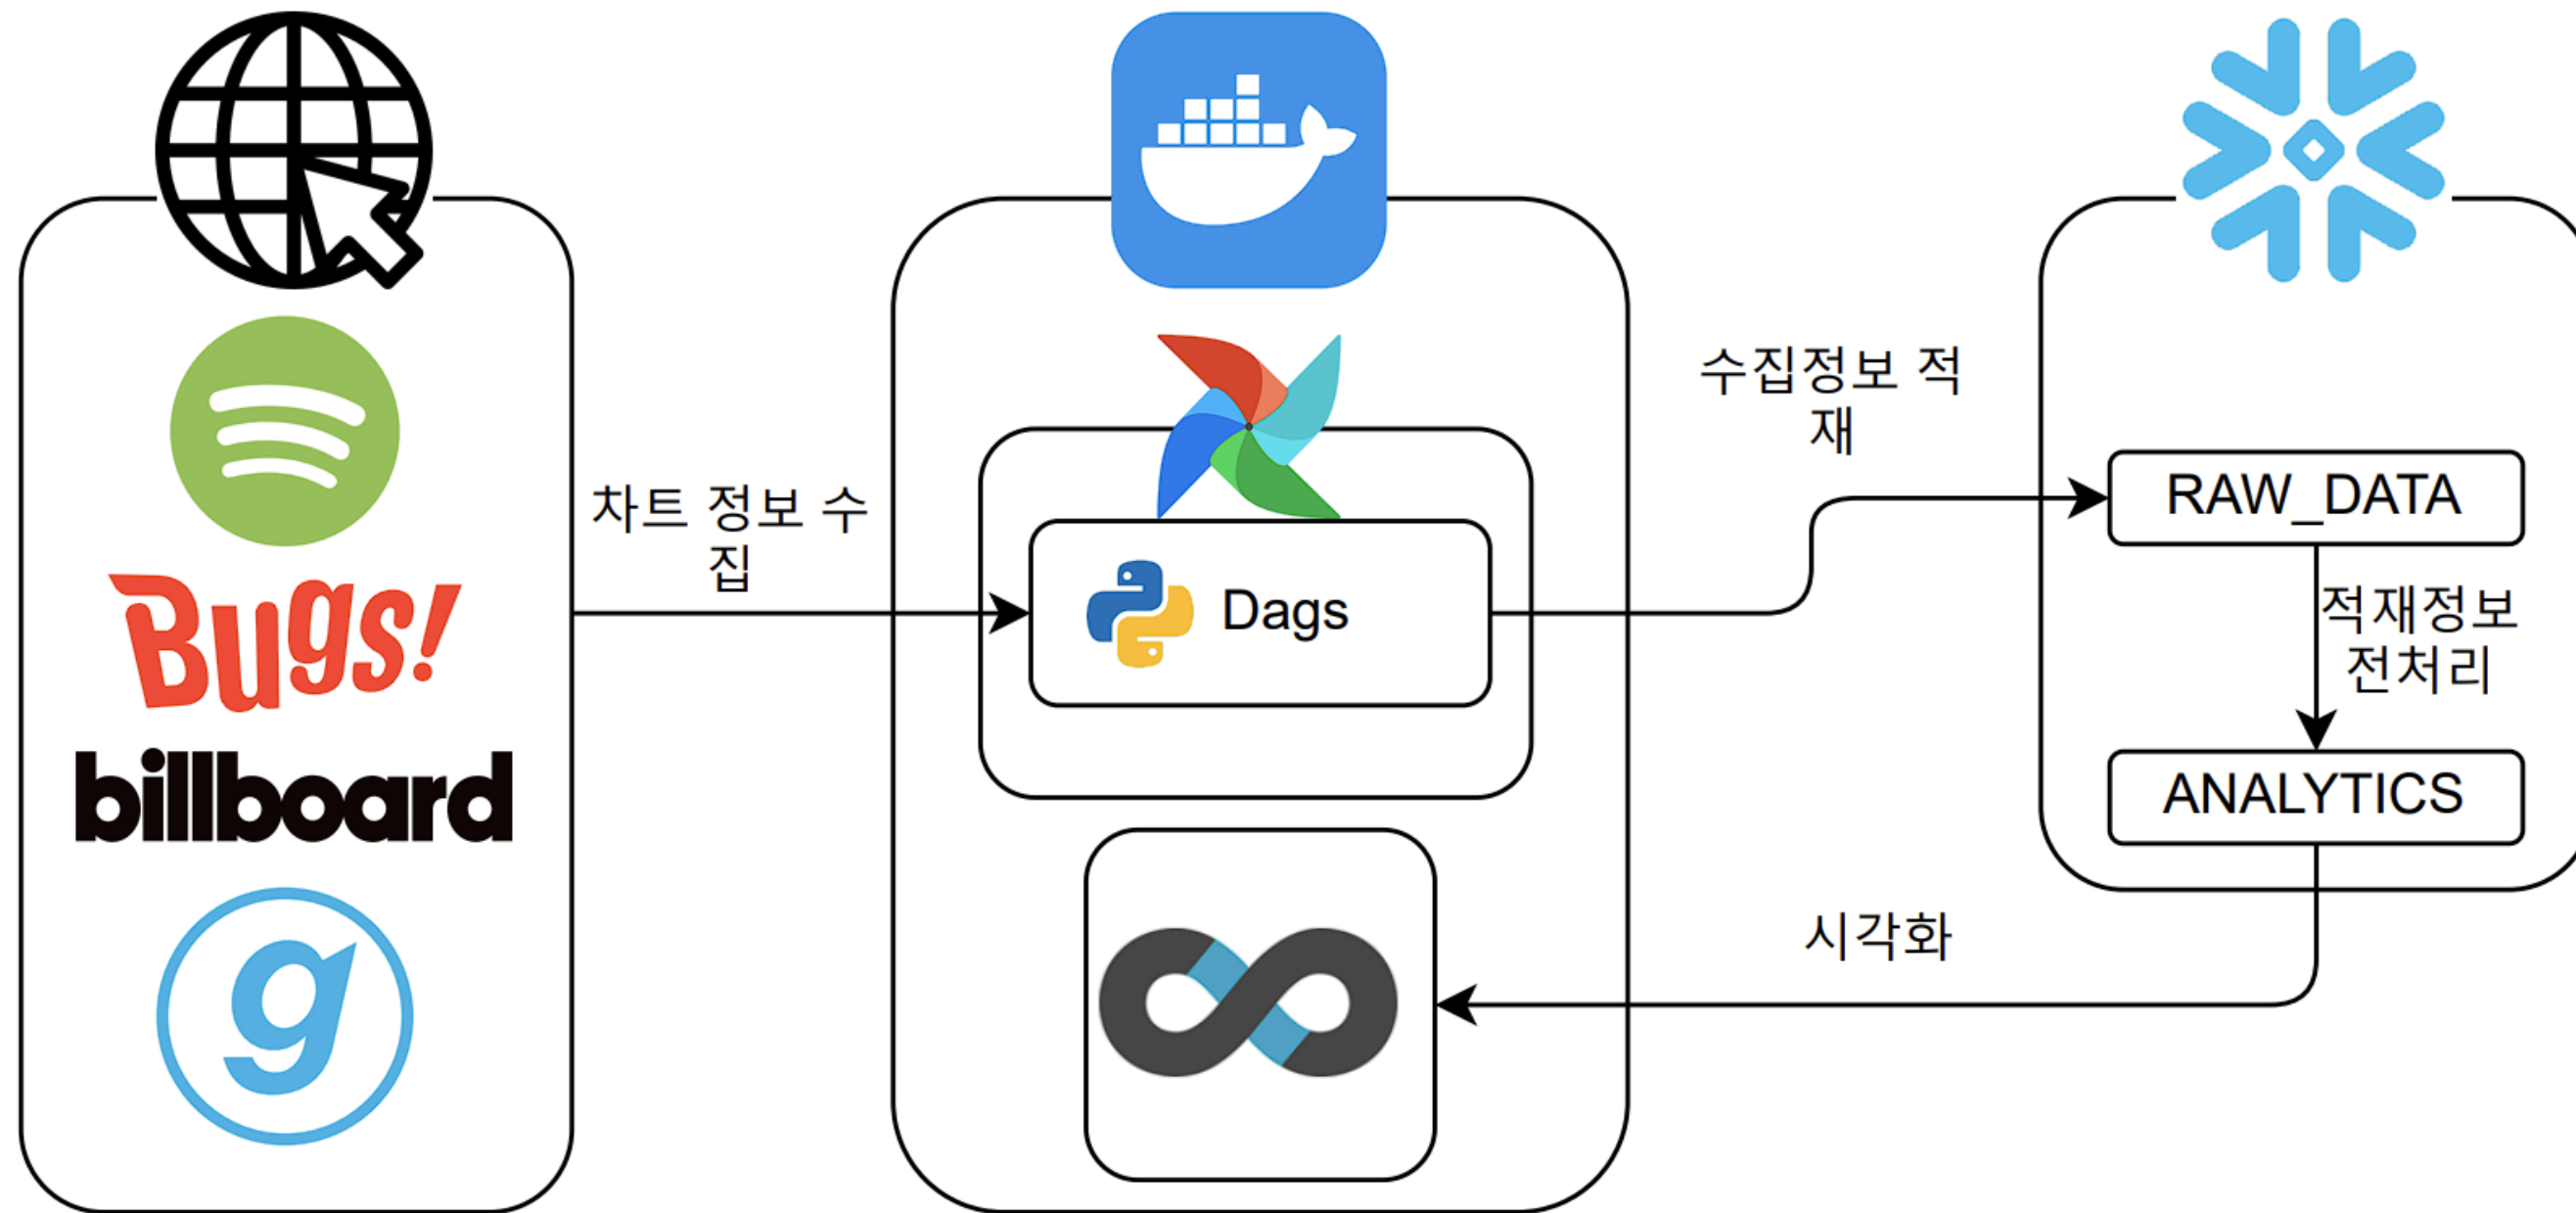 Bugs!
billboard
g
차트 정보 수
집
Dags
수집정보 적
재
RAW_DATA
적재정보
전처리
ANALYTICS
시각화